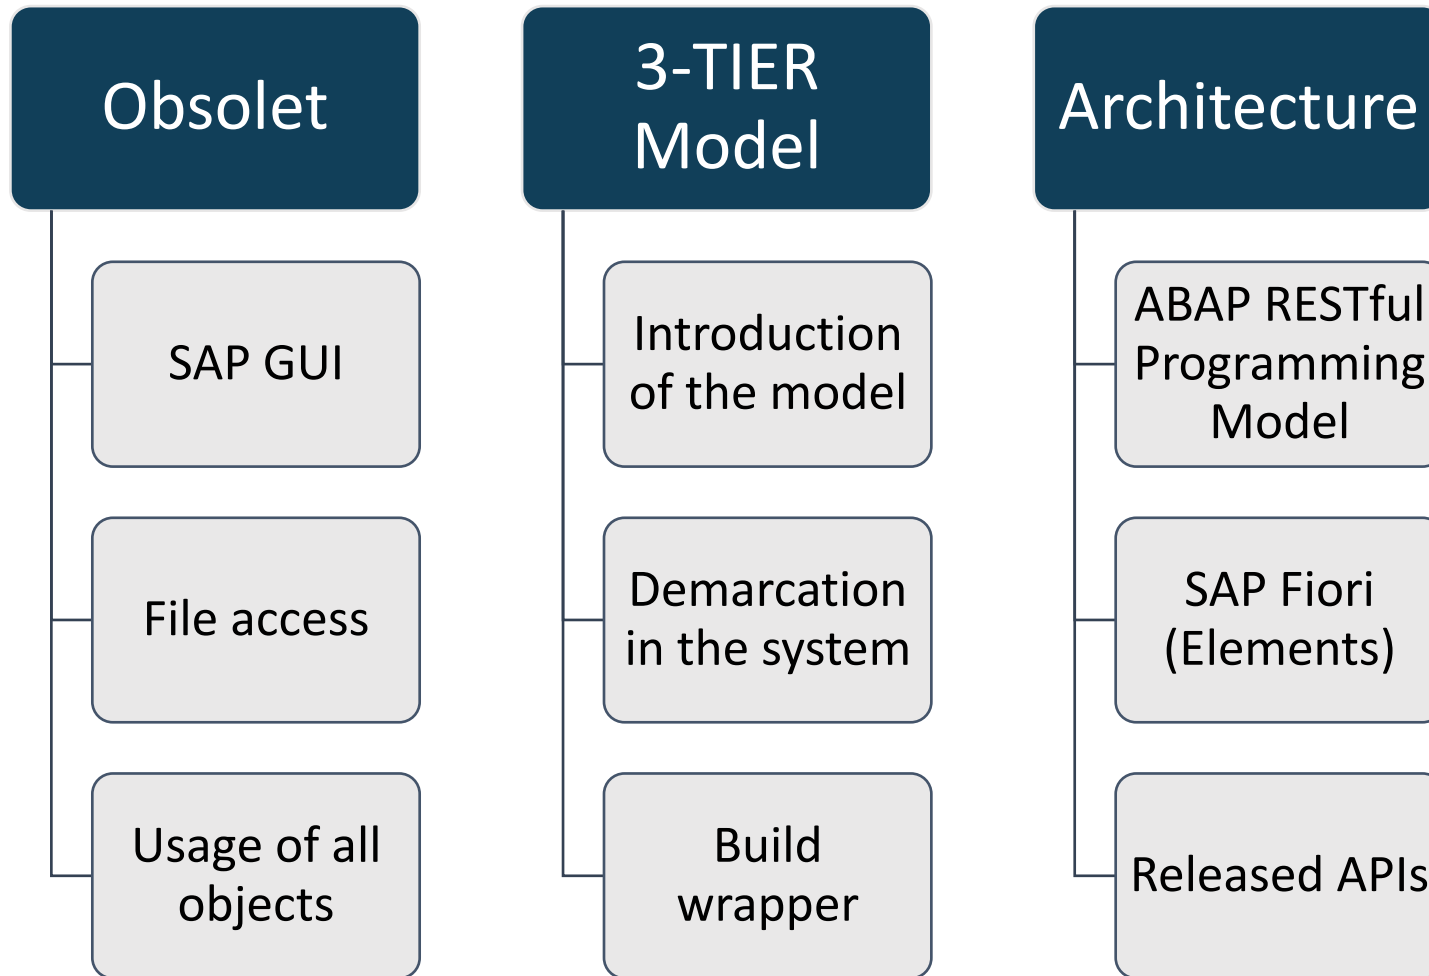 Obsolet
SAP GUI
File access
Usage of all
objects
3-TIER
Model
Introduction
of the model
Demarcation
in the system
Build
wrapper
Architecture
ABAP RESTful
Programming
Model
SAP Fiori
(Elements)
Released APIs